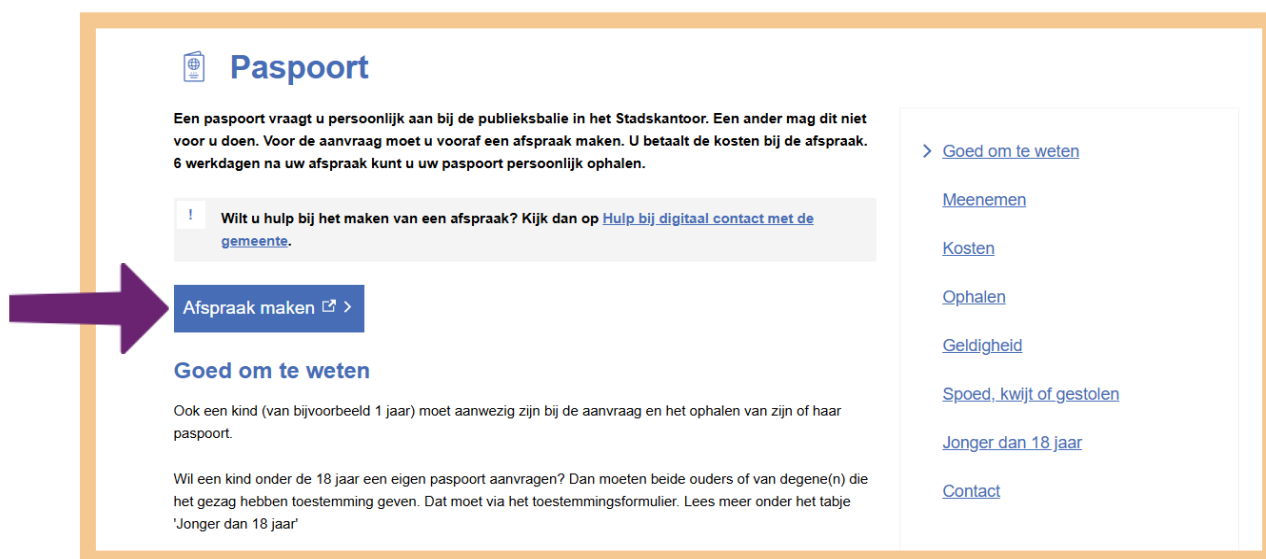 Paspoort
Een paspoort vraagt u persoonlijk aan bij de publieksbalie in het Stadskantoor. Een ander mag dit niet
voor u doen. Voor de aanvraag moet u vooraf een afspraak maken. U betaalt de kosten bij de afspraak.
6 werkdagen na uw afspraak kunt u uw paspoort persoonlijk ophalen.
! Wilt u hulp bij het maken van een afspraak? Kijk dan op Hulp bij digitaal contact met de
gemeente.
Afspraak maken
Goed om te weten
Ook een kind (van bijvoorbeeld 1 jaar) moet aanwezig zijn bij de aanvraag en het ophalen van zijn of haar
paspoort.
Wil een kind onder de 18 jaar een eigen paspoort aanvragen? Dan moeten beide ouders of van degene(n) die
het gezag hebben toestemming geven. Dat moet via het toestemmingsformulier. Lees meer onder het tabje
'Jonger dan 18 jaar'
Goed om te weten
Meenemen
Kosten
Ophalen
Geldigheid
Spoed, kwijt of gestolen
Jonger dan 18 jaar
Contact